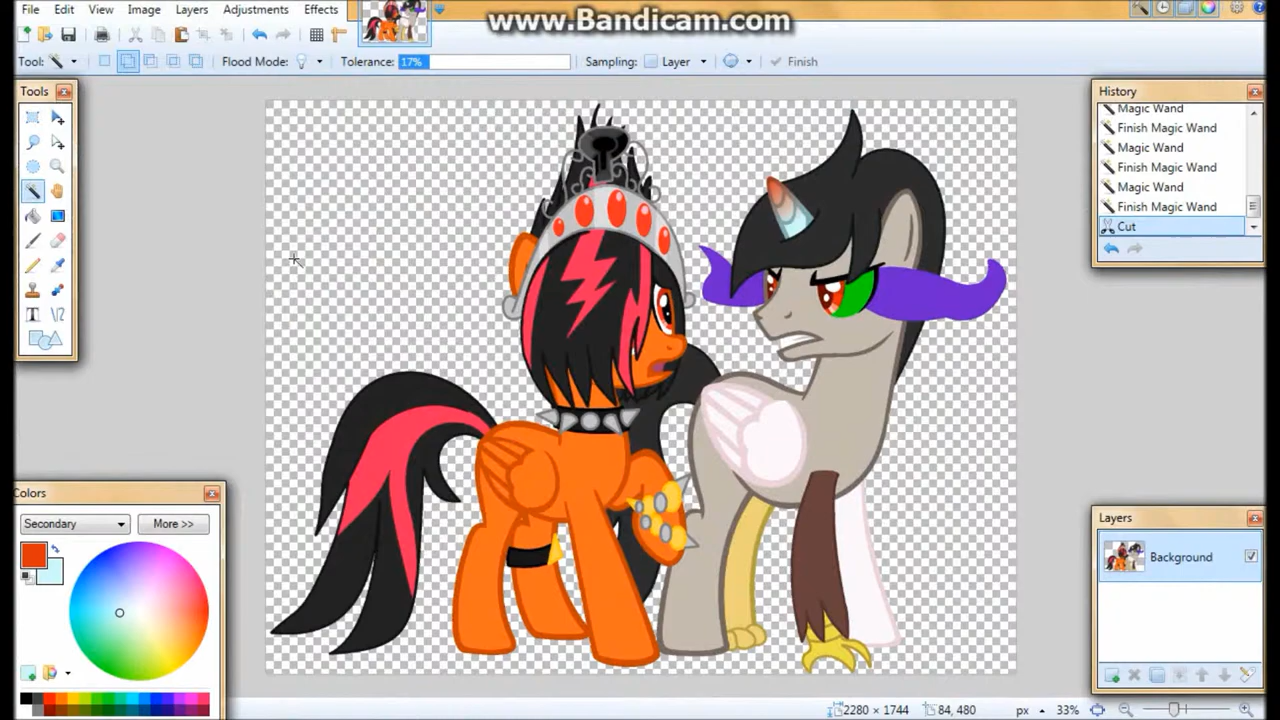 www.Bandicam.com
File Edit View Image Layers Adjustments Effects
Tool: Flood Mode: Tolerance: 17% Sampling: Layer Finish
Tools
History
Magic Wand
Finish Magic Wand
Magic Wand
Finish Magic Wand
Magic Wand
Finish Magic Wand
Cut
Colors
Secondary More >>
Layers
Background
2280 × 1744 84, 480 px 33%